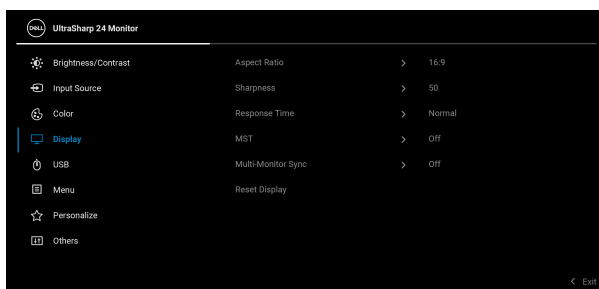 DELL UltraSharp 24 Monitor
Brightness/Contrast Aspect Ratio > 16:9
Input Source Sharpness > 50
Color Response Time > Normal
Display MST > Off
USB Multi-Monitor Sync > Off
Menu Reset Display
Personalize
Others
< Exit